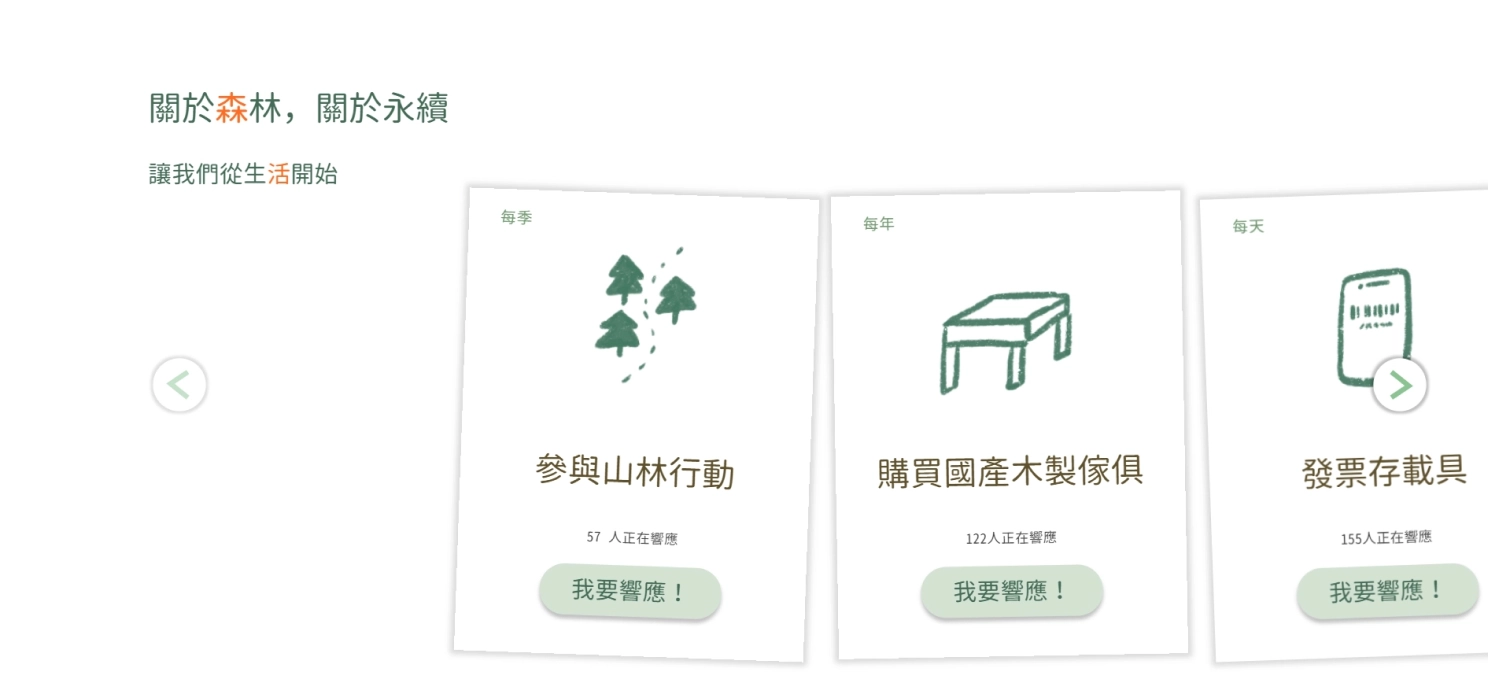 關於森林，關於永續
讓我們從生活開始
每季
參與山林行動
57 人正在響應
我要響應！
每年
購買國產木製傢俱
122人正在響應
我要響應！
每天
發票存載具
155人正在響應
我要響應！